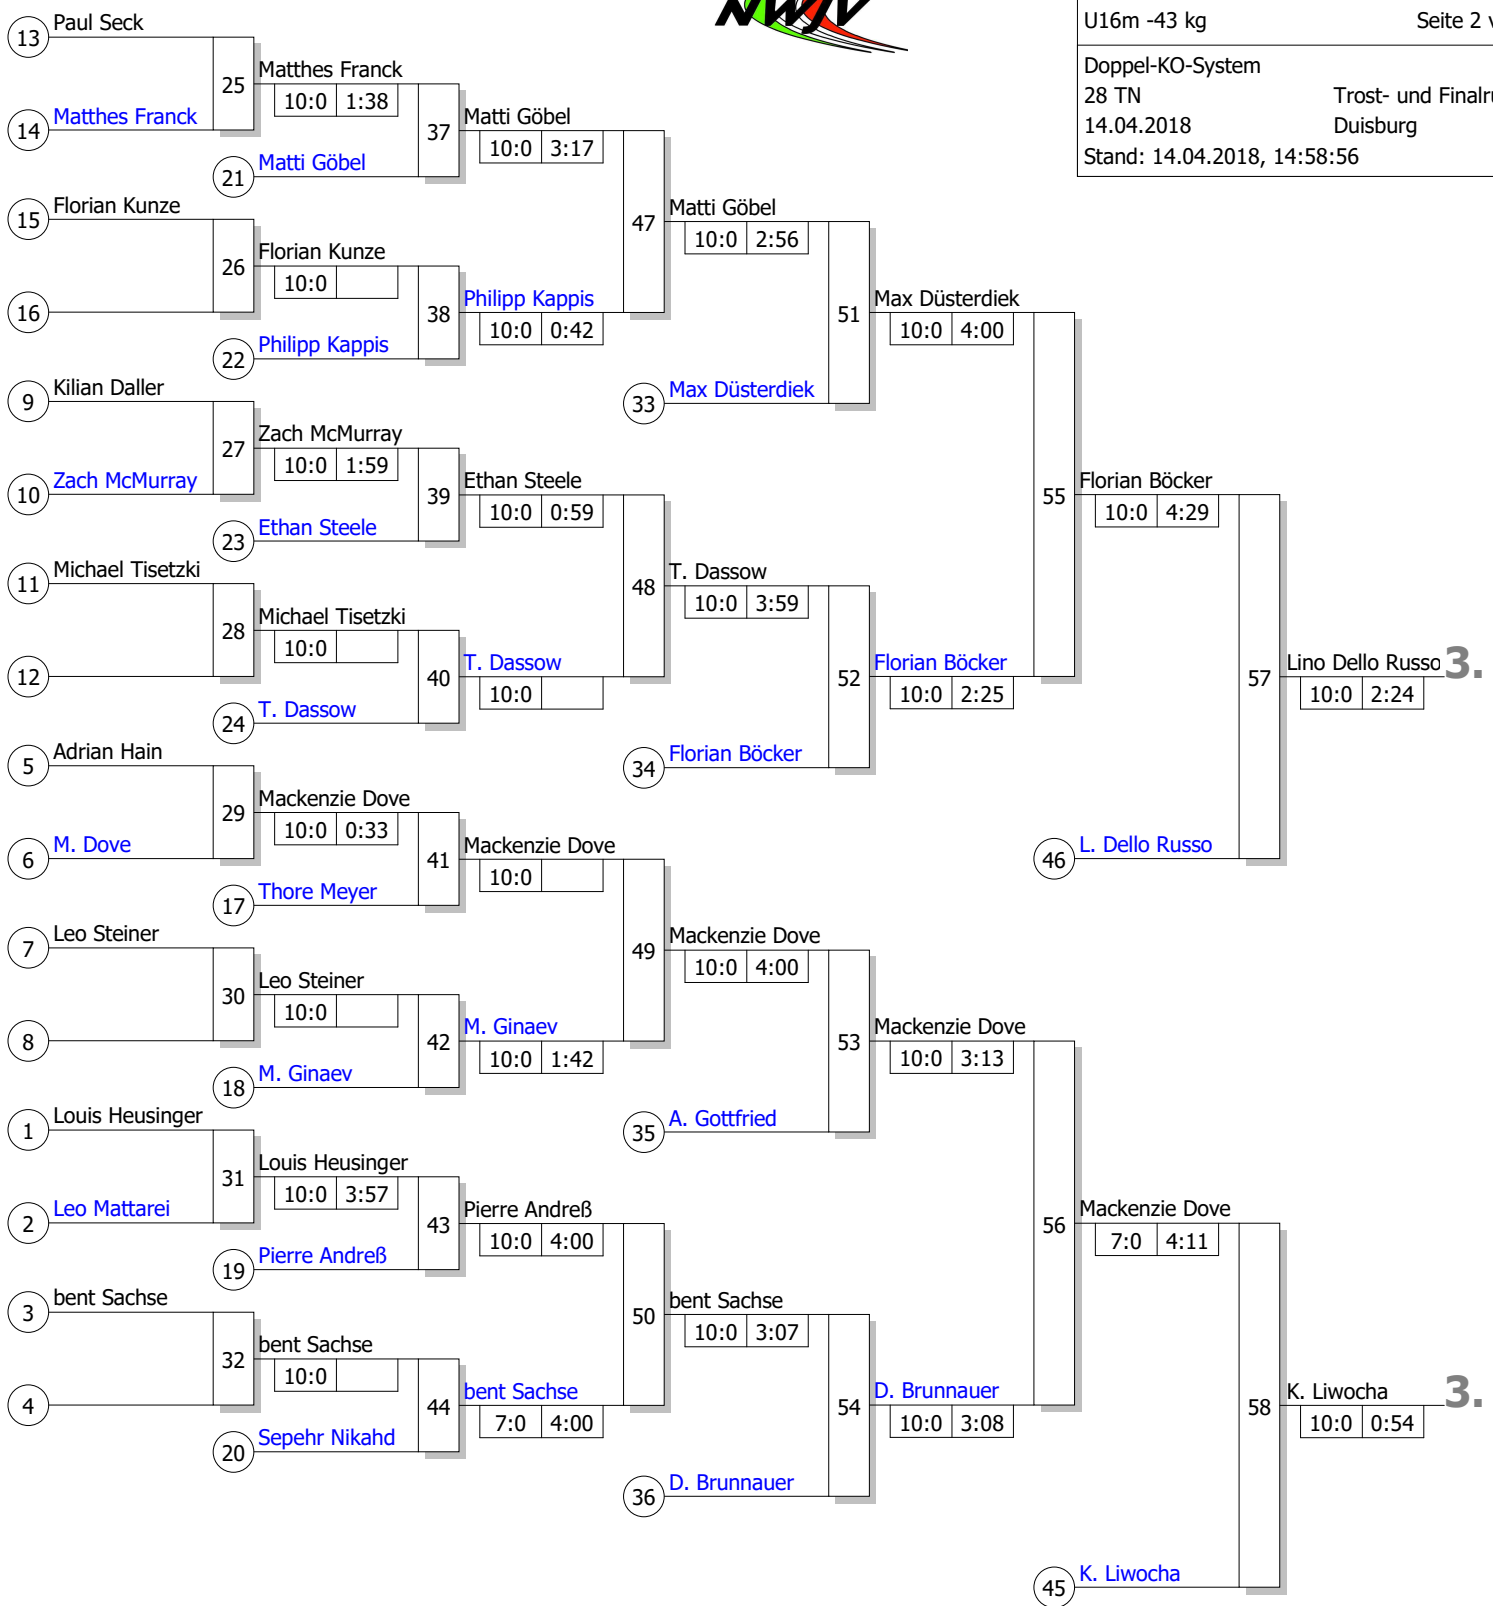 NWJV
U16m -43 kg Seite 2 v
Doppel-KO-System
28 TN Trost- und Finalru
14.04.2018 Duisburg
Stand: 14.04.2018, 14:58:56
13 Paul Seck
14 Matthes Franck
25 Matthes Franck
10:0 1:38
21 Matti Göbel
37 Matti Göbel
10:0 3:17
15 Florian Kunze
16
26 Florian Kunze
10:0
22 Philipp Kappis
38 Philipp Kappis
10:0 0:42
47 Matti Göbel
10:0 2:56
33 Max Düsterdiek
51 Max Düsterdiek
10:0 4:00
9 Kilian Daller
10 Zach McMurray
27 Zach McMurray
10:0 1:59
23 Ethan Steele
39 Ethan Steele
10:0 0:59
11 Michael Tisetzki
12
28 Michael Tisetzki
10:0
24 T. Dassow
40 T. Dassow
10:0
48 T. Dassow
10:0 3:59
34 Florian Böcker
52 Florian Böcker
10:0 2:25
55 Florian Böcker
10:0 4:29
46 L. Dello Russo
57 Lino Dello Russo 3.
10:0 2:24
5 Adrian Hain
6 M. Dove
29 Mackenzie Dove
10:0 0:33
17 Thore Meyer
41 Mackenzie Dove
10:0
7 Leo Steiner
8
30 Leo Steiner
10:0
18 M. Ginaev
42 M. Ginaev
10:0 1:42
49 Mackenzie Dove
10:0 4:00
35 A. Gottfried
53 Mackenzie Dove
10:0 3:13
1 Louis Heusinger
2 Leo Mattarei
31 Louis Heusinger
10:0 3:57
19 Pierre Andreß
43 Pierre Andreß
10:0 4:00
3 bent Sachse
4
32 bent Sachse
10:0
20 Sepehr Nikahd
44 bent Sachse
7:0 4:00
50 bent Sachse
10:0 3:07
36 D. Brunnauer
54 D. Brunnauer
10:0 3:08
56 Mackenzie Dove
7:0 4:11
45 K. Liwocha
58 K. Liwocha 3.
10:0 0:54